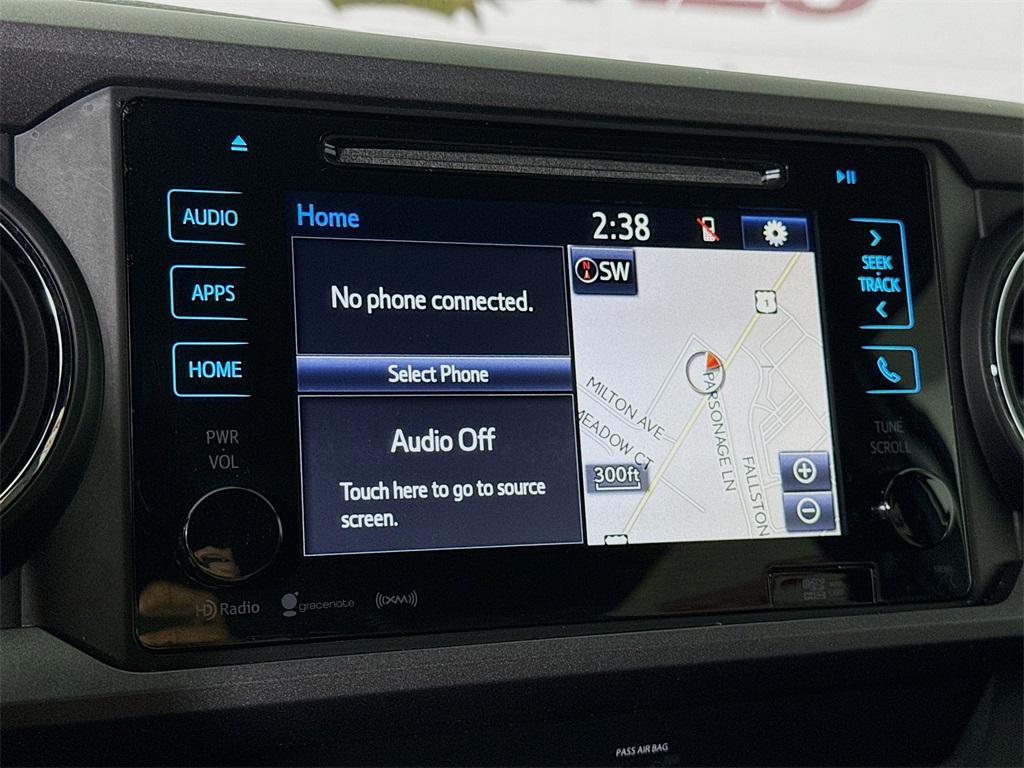 AUDIO
APPS
HOME
PWR
VOL
Home
2:38
No phone connected.
Select Phone
Audio Off
Touch here to go to source
screen.
N
SW
1
MILTON AVE
MEADOW CT
PARSONAGE LN
FALLSTON
300ft
SEEK
TRACK
TUNE
SCROLL
HD Radio
gracenote
((XM))
PASS AIR BAG